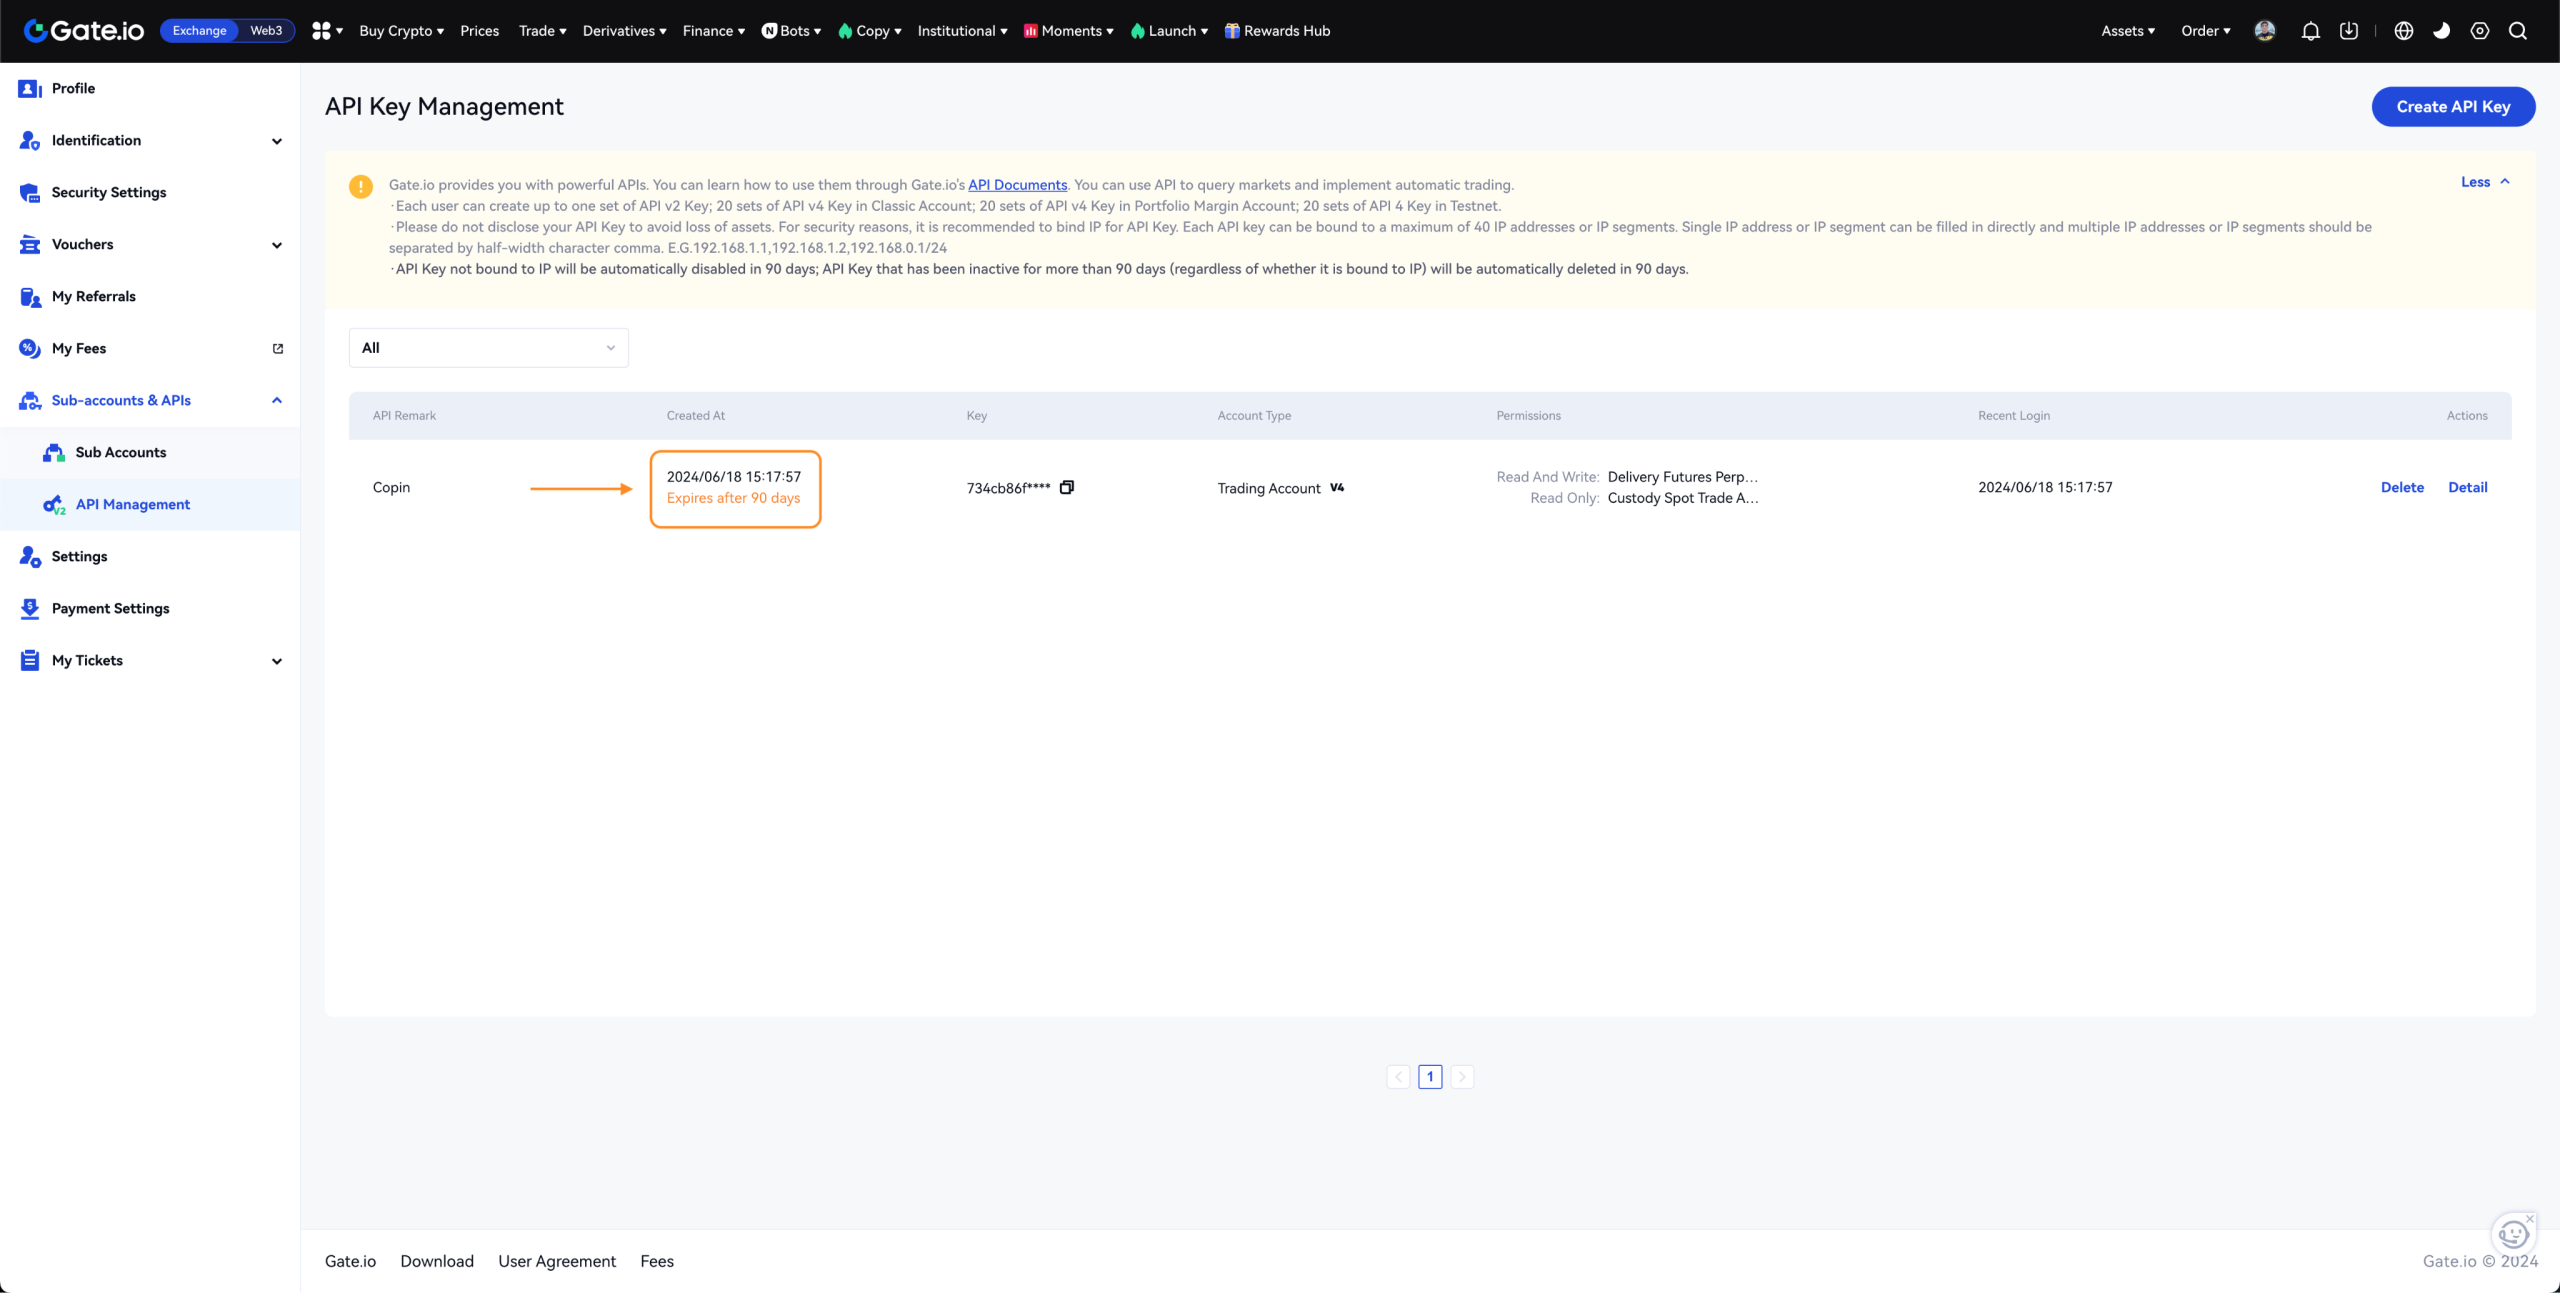 Gate.io Exchange Web3 Buy Crypto Prices Trade Derivatives Finance Bots Copy Institutional Moments Launch Rewards Hub Assets Order
Profile
Identification
Security Settings
Vouchers
My Referrals
My Fees
Sub-accounts & APIs
Sub Accounts
V2 API Management
Settings
Payment Settings
My Tickets
API Key Management
Create API Key
Gate.io provides you with powerful APIs. You can learn how to use them through Gate.io's API Documents. You can use API to query markets and implement automatic trading.
Less
·Each user can create up to one set of API v2 Key; 20 sets of API v4 Key in Classic Account; 20 sets of API v4 Key in Portfolio Margin Account; 20 sets of API 4 Key in Testnet.
·Please do not disclose your API Key to avoid loss of assets. For security reasons, it is recommended to bind IP for API Key. Each API key can be bound to a maximum of 40 IP addresses or IP segments. Single IP address or IP segment can be filled in directly and multiple IP addresses or IP segments should be
separated by half-width character comma. E.G.192.168.1.1,192.168.1.2,192.168.0.1/24
·API Key not bound to IP will be automatically disabled in 90 days; API Key that has been inactive for more than 90 days (regardless of whether it is bound to IP) will be automatically deleted in 90 days.
All
API Remark Created At Key Account Type Permissions Recent Login Actions
Copin
2024/06/18 15:17:57
Expires after 90 days
734cb86f****
Trading Account V4
Read And Write: Delivery Futures Perp...
Read Only: Custody Spot Trade A...
2024/06/18 15:17:57
Delete Detail
1
Gate.io Download User Agreement Fees
Gate.io © 2024